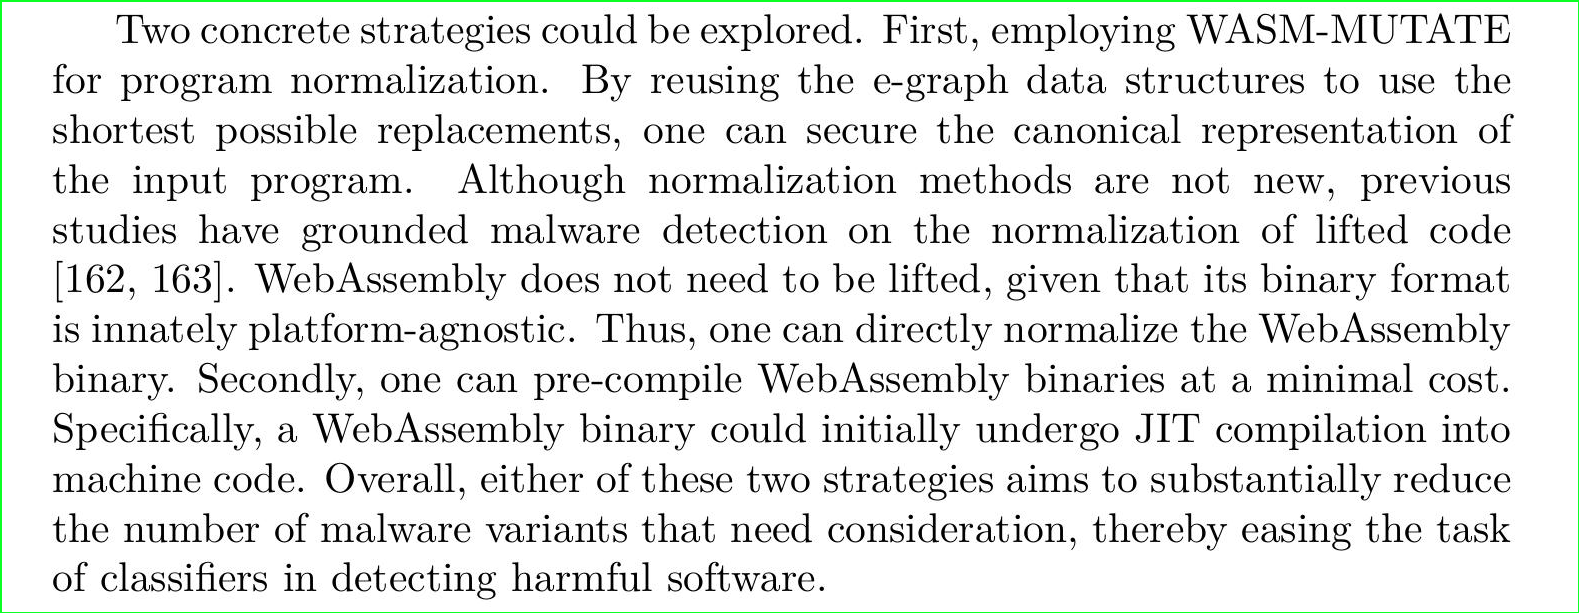 Two concrete strategies could be explored. First, employing WASM-MUTATE
for program normalization. By reusing the e-graph data structures to use the
shortest possible replacements, one can secure the canonical representation of
the input program. Although normalization methods are not new, previous
studies have grounded malware detection on the normalization of lifted code
[162, 163]. WebAssembly does not need to be lifted, given that its binary format
is innately platform-agnostic. Thus, one can directly normalize the WebAssembly
binary. Secondly, one can pre-compile WebAssembly binaries at a minimal cost.
Specifically, a WebAssembly binary could initially undergo JIT compilation into
machine code. Overall, either of these two strategies aims to substantially reduce
the number of malware variants that need consideration, thereby easing the task
of classifiers in detecting harmful software.